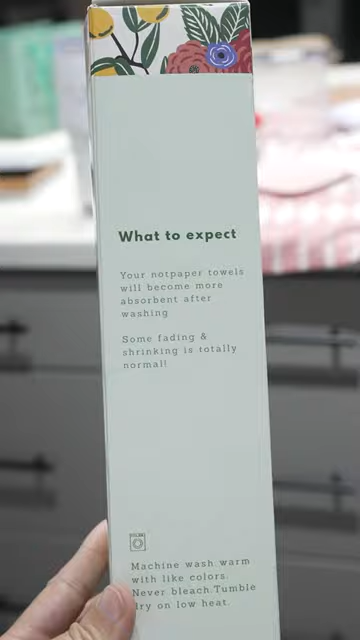 What to expect
Your notpaper towels
will become more
absorbent after
washing
Some fading &
shrinking is totally
normal!
Machine wash warm
with like colors.
Never bleach.Tumble
dry on low heat.